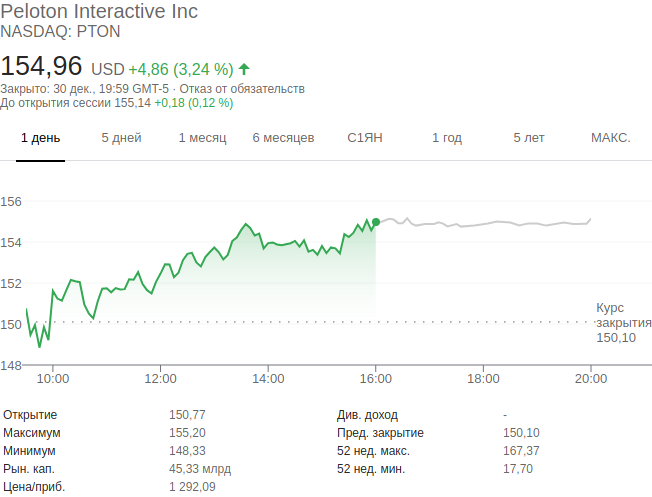 Peloton Interactive Inc
NASDAQ: PTON
154,96 USD +4,86 (3,24 %)
Закрыто: 30 дек., 19:59 GMT-5 · Отказ от обязательств
До открытия сессии 155,14 +0,18 (0,12 %)
1 день 5 дней 1 месяц 6 месяцев С1ЯН 1 год 5 лет МАКС.
156
154
152
150
148
Курс
закрытия
150,10
10:00 12:00 14:00 16:00 18:00 20:00
Открытие 150,77 Див. доход -
Максимум 155,20 Пред. закрытие 150,10
Минимум 148,33 52 нед. макс. 167,37
Рын. кап. 45,33 млрд 52 нед. мин. 17,70
Цена/приб. 1 292,09